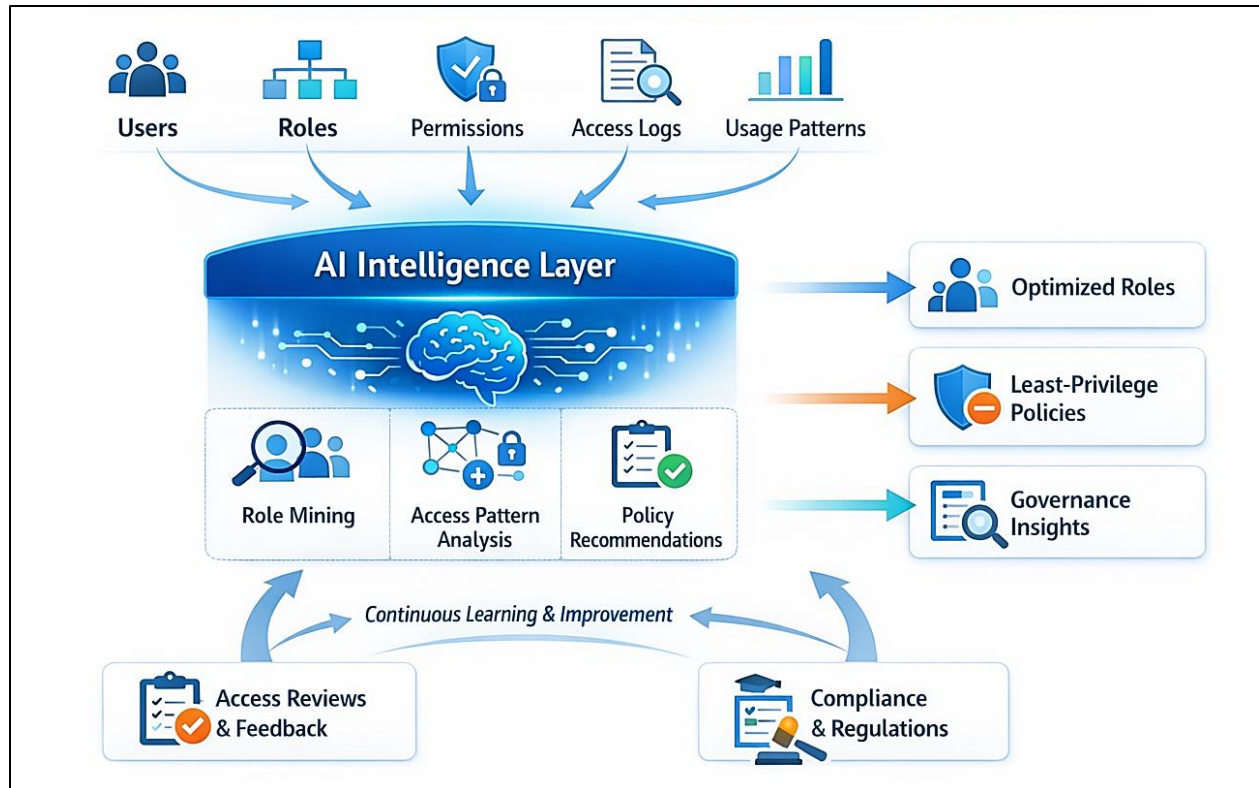 Users
Roles
Permissions
Access Logs
Usage Patterns
AI Intelligence Layer
Optimized Roles
Least-Privilege
Policies
Governance
Insights
Role Mining
Access Pattern
Analysis
Policy
Recommendations
Continuous Learning & Improvement
Access Reviews
& Feedback
Compliance
& Regulations